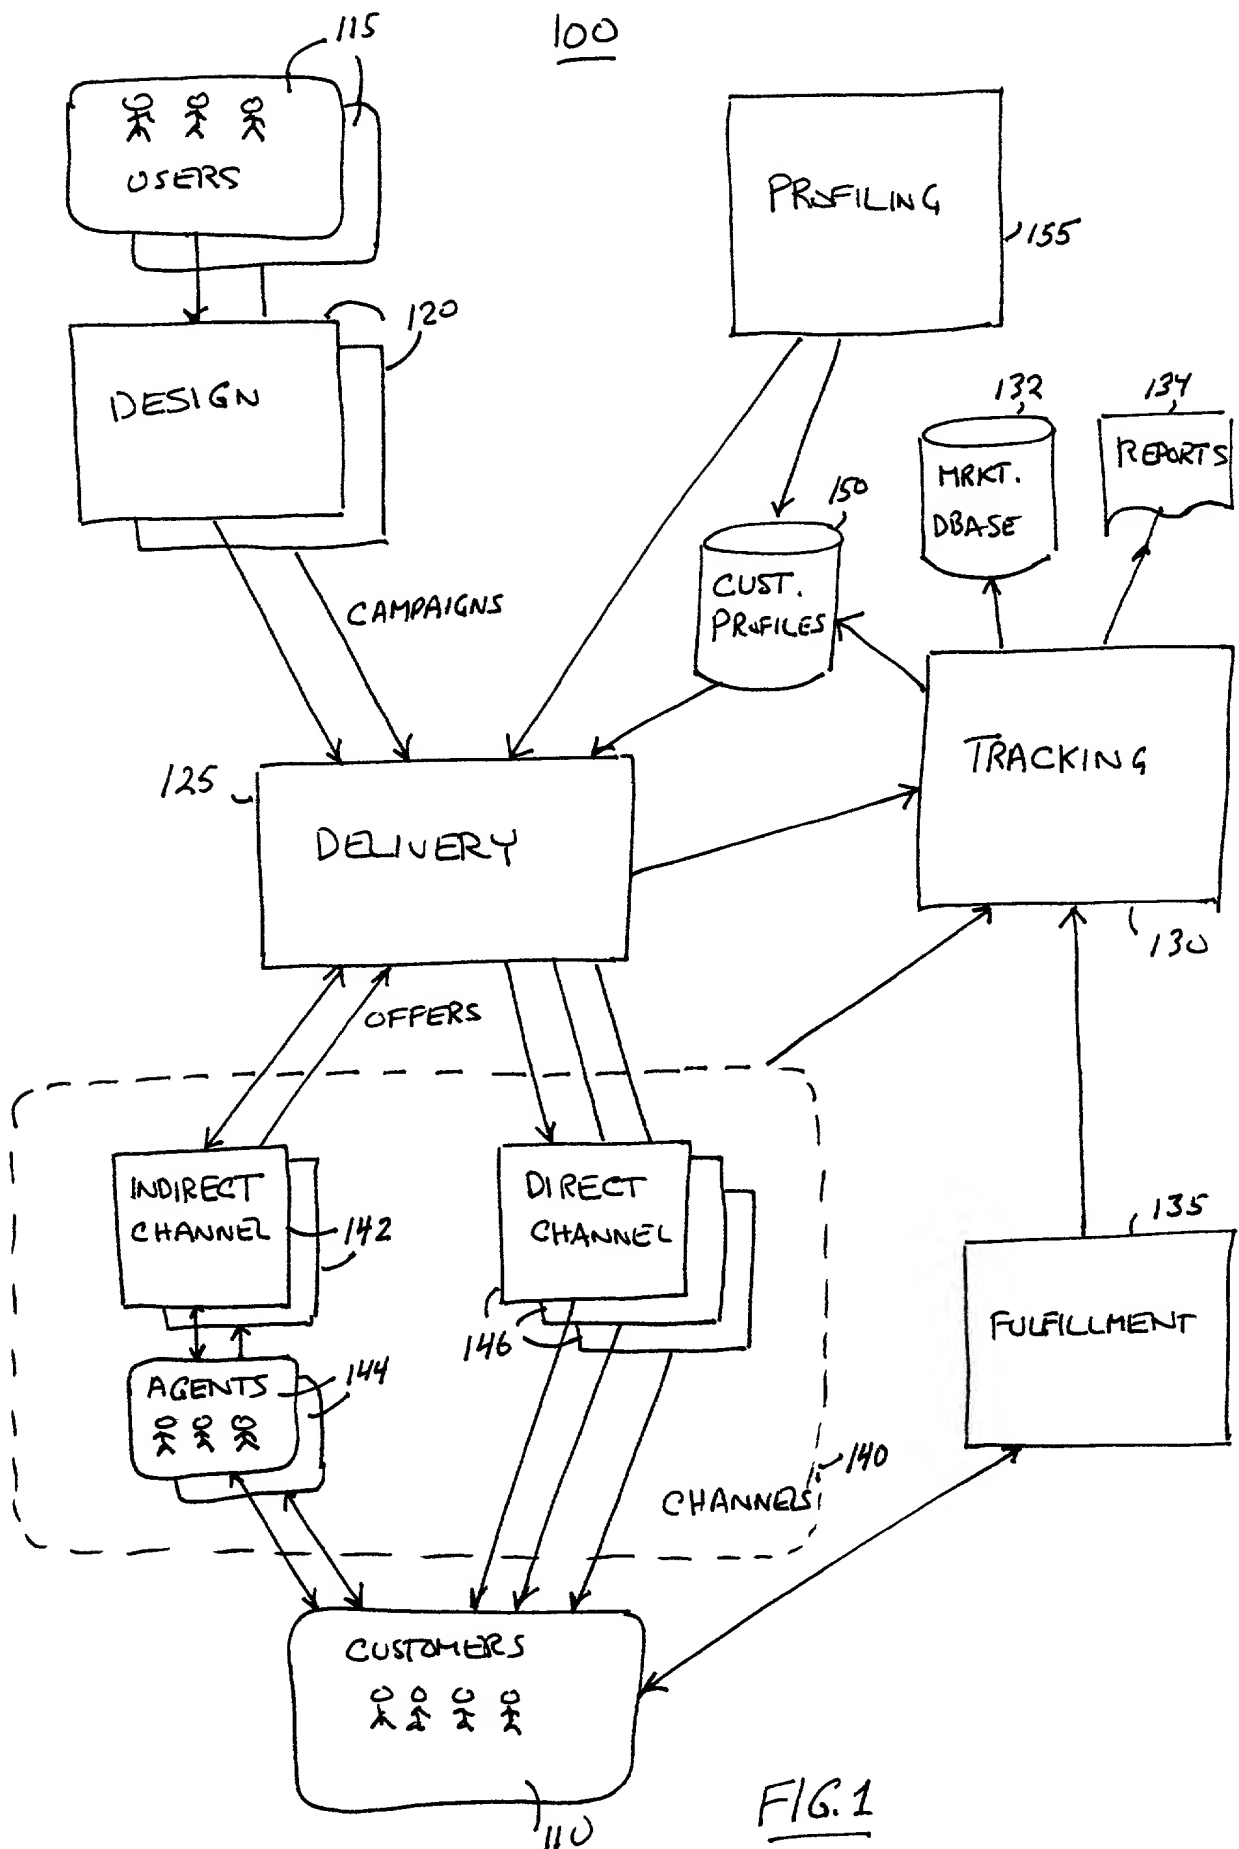 100
115
USERS
PROFILING
155
120
DESIGN
132
134
MRKT.
DBASE
REPORTS
150
CUST.
PROFILES
CAMPAIGNS
TRACKING
125
DELIVERY
130
OFFERS
INDIRECT
CHANNEL
142
DIRECT
CHANNEL
135
FULFILLMENT
146
AGENTS
144
140
CHANNELS
CUSTOMERS
110
FIG. 1